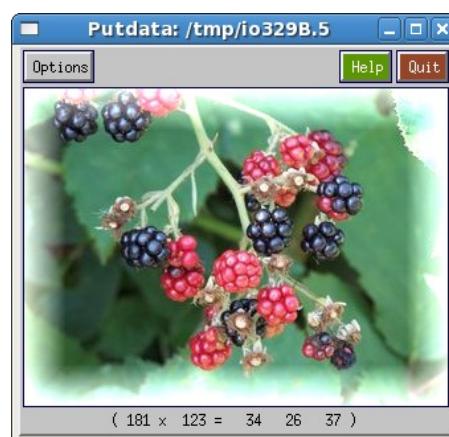 Putdata: /tmp/io329B.5
Options Help Quit
( 181 x 123 = 34 26 37 )